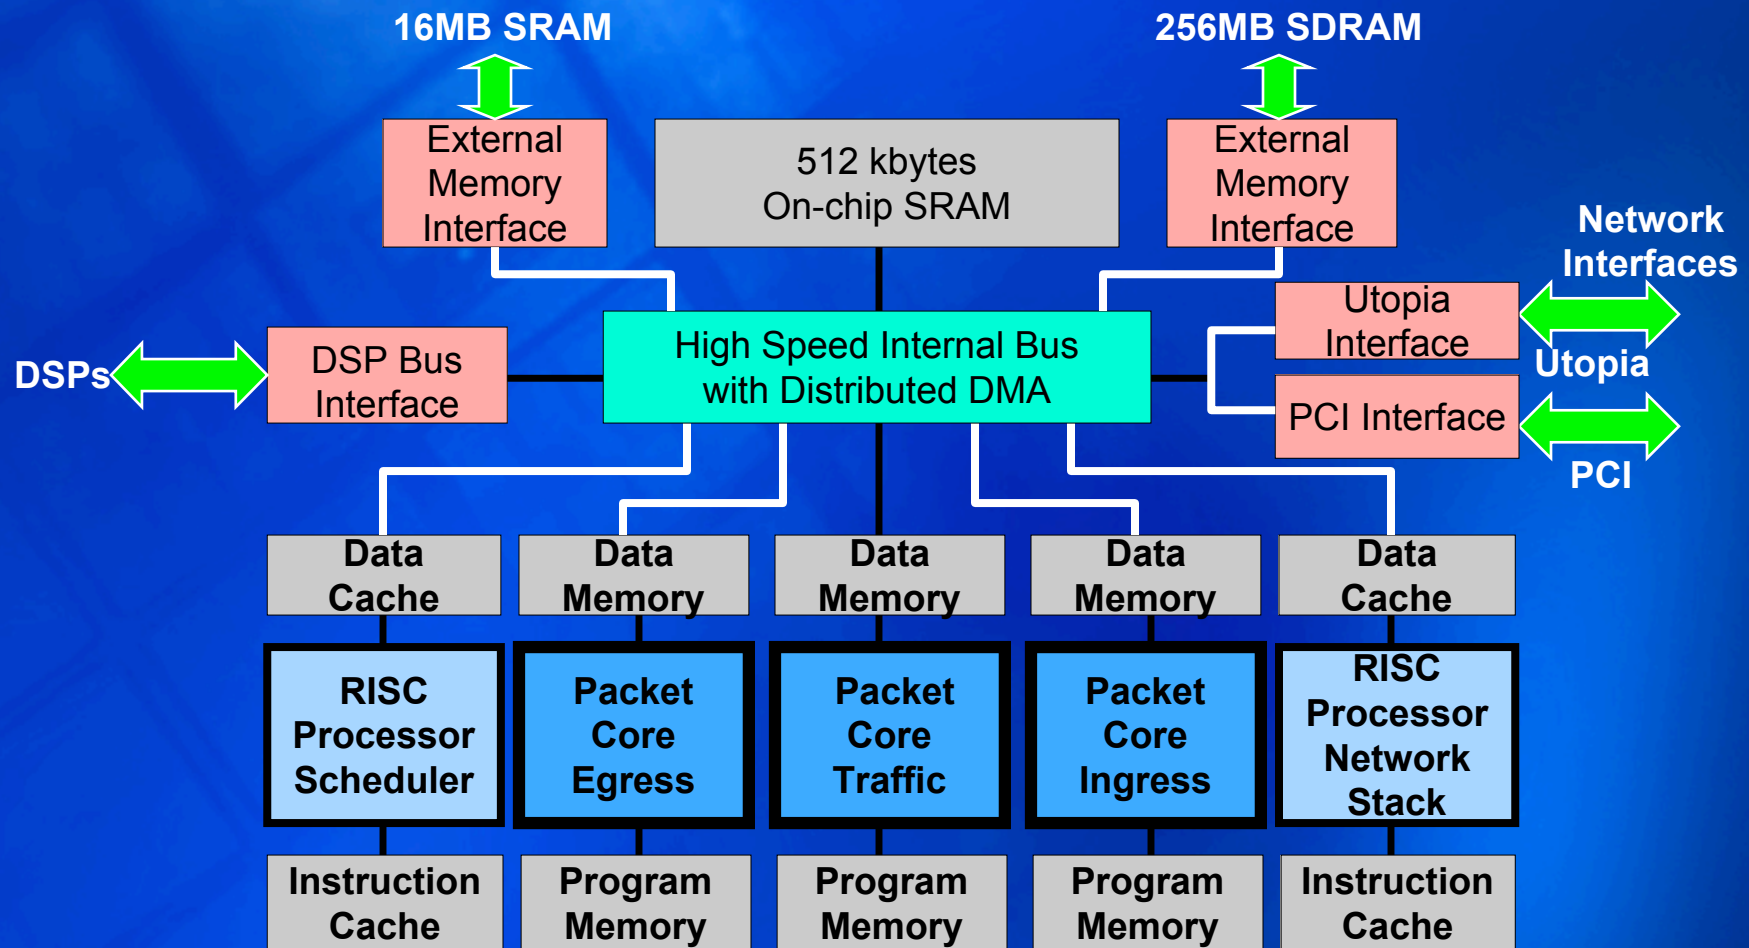 16MB SRAM
256MB SDRAM
External
Memory
Interface
512 kbytes
On-chip SRAM
External
Memory
Interface
Network
Interfaces
Utopia
Interface
Utopia
DSPs
DSP Bus
Interface
High Speed Internal Bus
with Distributed DMA
PCI Interface
PCI
Data
Cache
Data
Memory
Data
Memory
Data
Memory
Data
Cache
RISC
Processor
Scheduler
Packet
Core
Egress
Packet
Core
Traffic
Packet
Core
Ingress
RISC
Processor
Network
Stack
Instruction
Cache
Program
Memory
Program
Memory
Program
Memory
Instruction
Cache